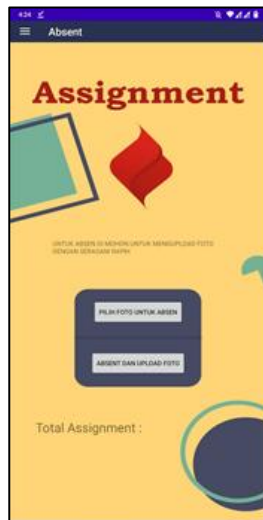 4:24
Absent
Assignment
UNTUK ABSEN DI MOHON UNTUK MENGUPLOAD FOTO
DENGAN SERAGAM RAPIH
PILIH FOTO UNTUK ABSEN
ABSENT DAN UPLOAD FOTO
Total Assignment :